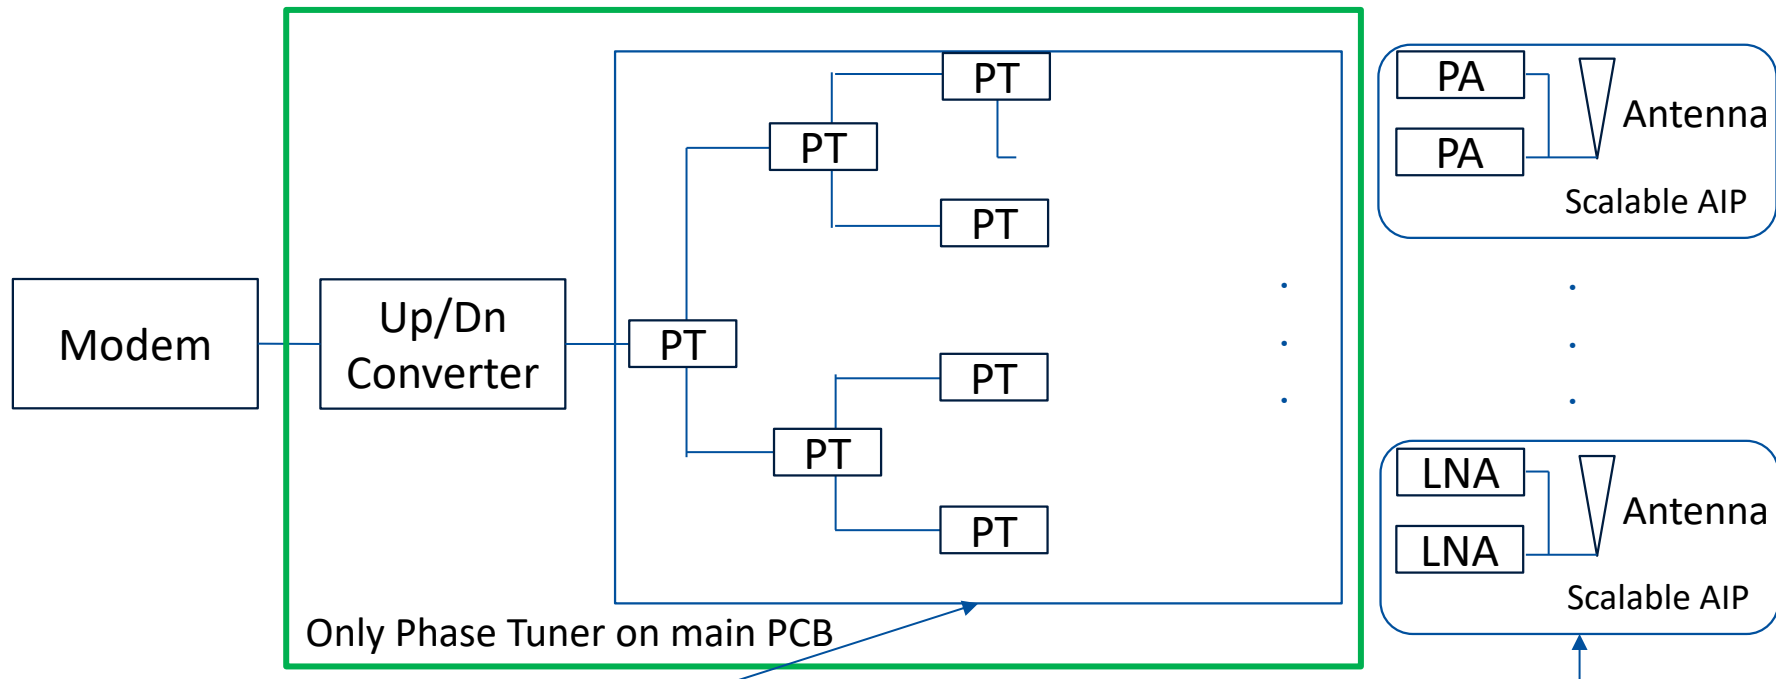 PT
PA
Antenna
PT
PA
Scalable AIP
PT
Modem
Up/Dn
Converter
PT
PT
PT
LNA
Antenna
PT
LNA
Scalable AIP
Only Phase Tuner on main PCB